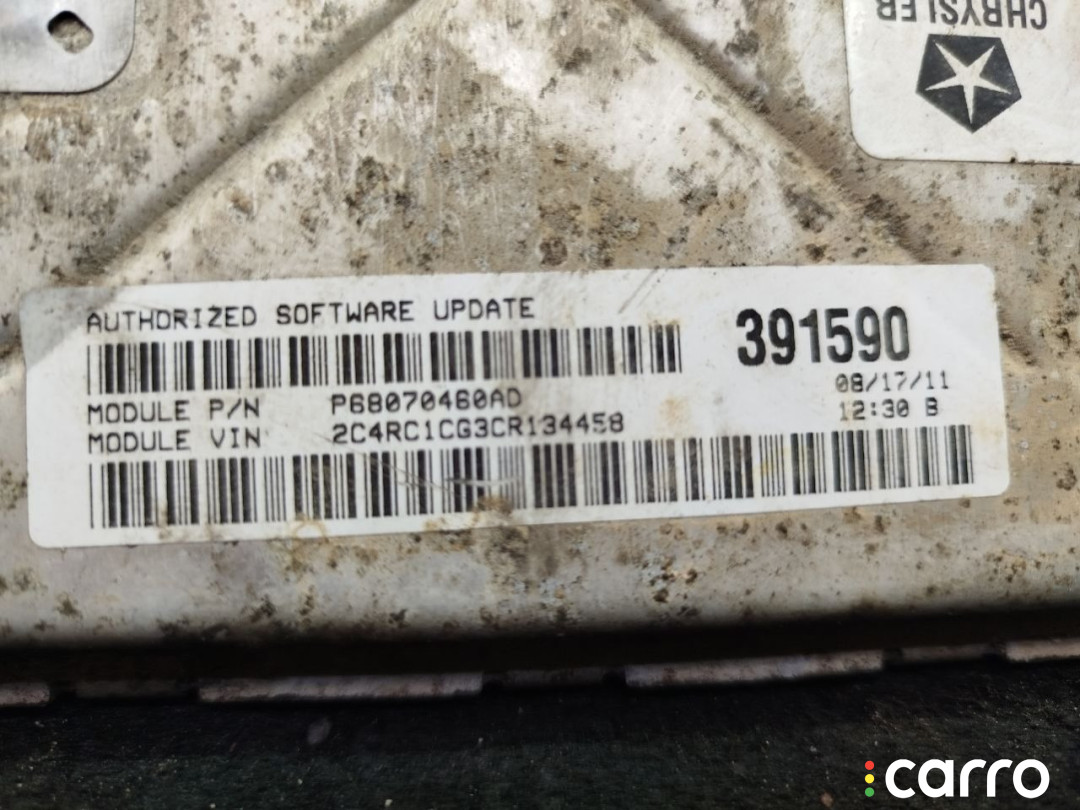 CHRYSLER
AUTHORIZED SOFTWARE UPDATE
391590
08/17/11
12:30 B
MODULE P/N P68070460AD
MODULE VIN 2C4RC1CG3CR134458
carro